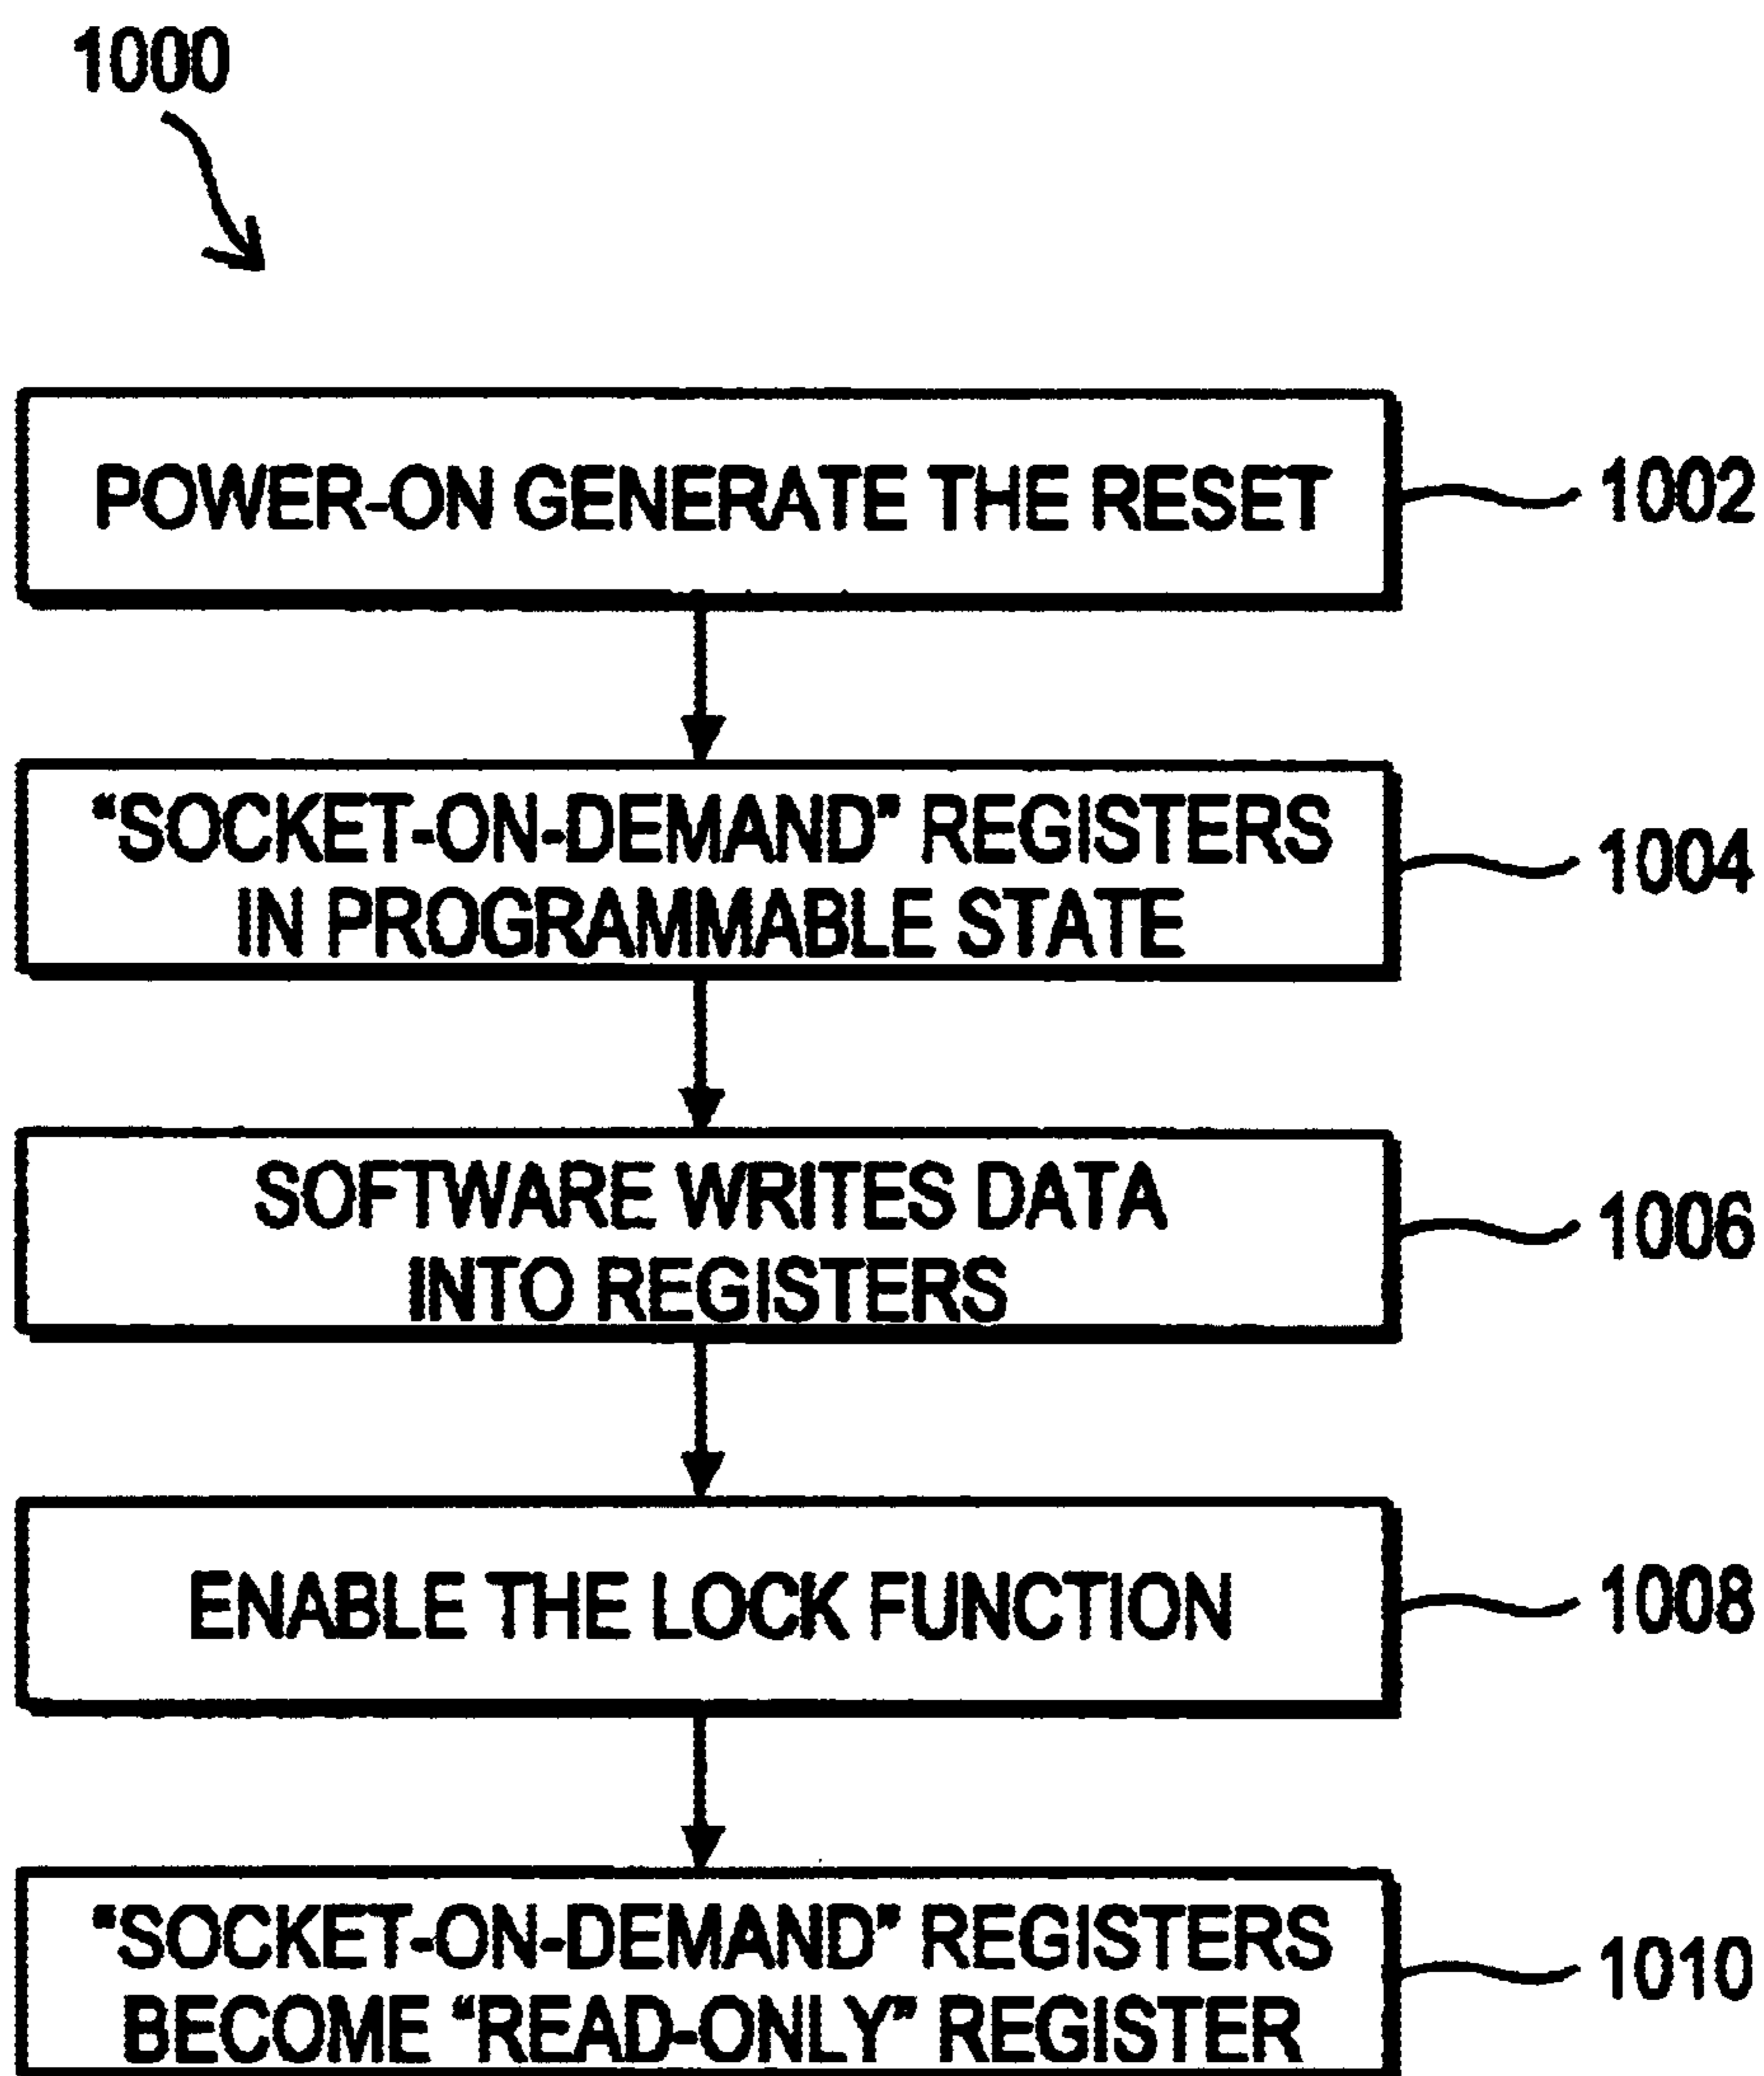 1000
POWER-ON GENERATE THE RESET
1002
“SOCKET-ON-DEMAND” REGISTERS
IN PROGRAMMABLE STATE
1004
SOFTWARE WRITES DATA
INTO REGISTERS
1006
ENABLE THE LOCK FUNCTION
1008
“SOCKET-ON-DEMAND” REGISTERS
BECOME “READ-ONLY” REGISTER
1010